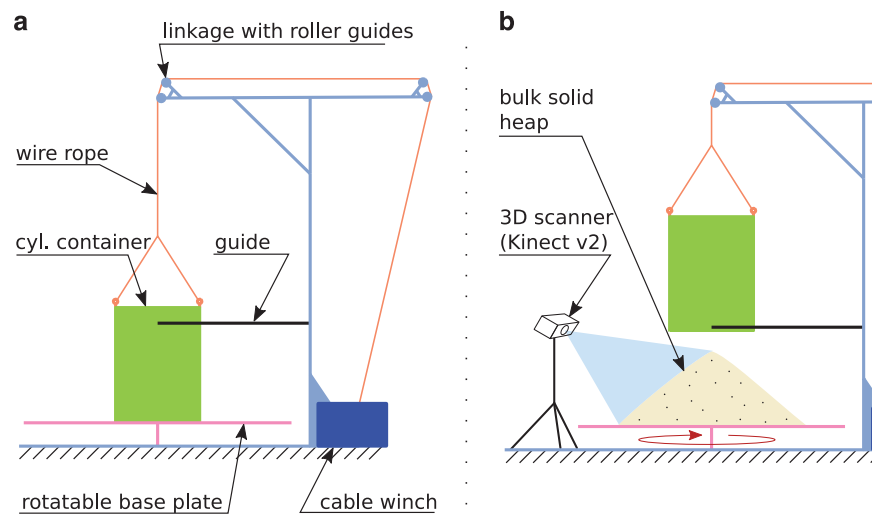 a
linkage with roller guides
wire rope
cyl. container
guide
rotatable base plate
cable winch
b
bulk solid
heap
3D scanner
(Kinect v2)